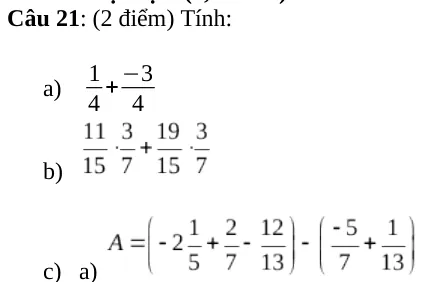 Câu 21: (2 điểm) Tính:
a) 1/4 + −3/4
b) 11/15 · 3/7 + 19/15 · 3/7
c) a) A = ( - 2 1/5 + 2/7 - 12/13 ) - ( - 5/7 + 1/13 )